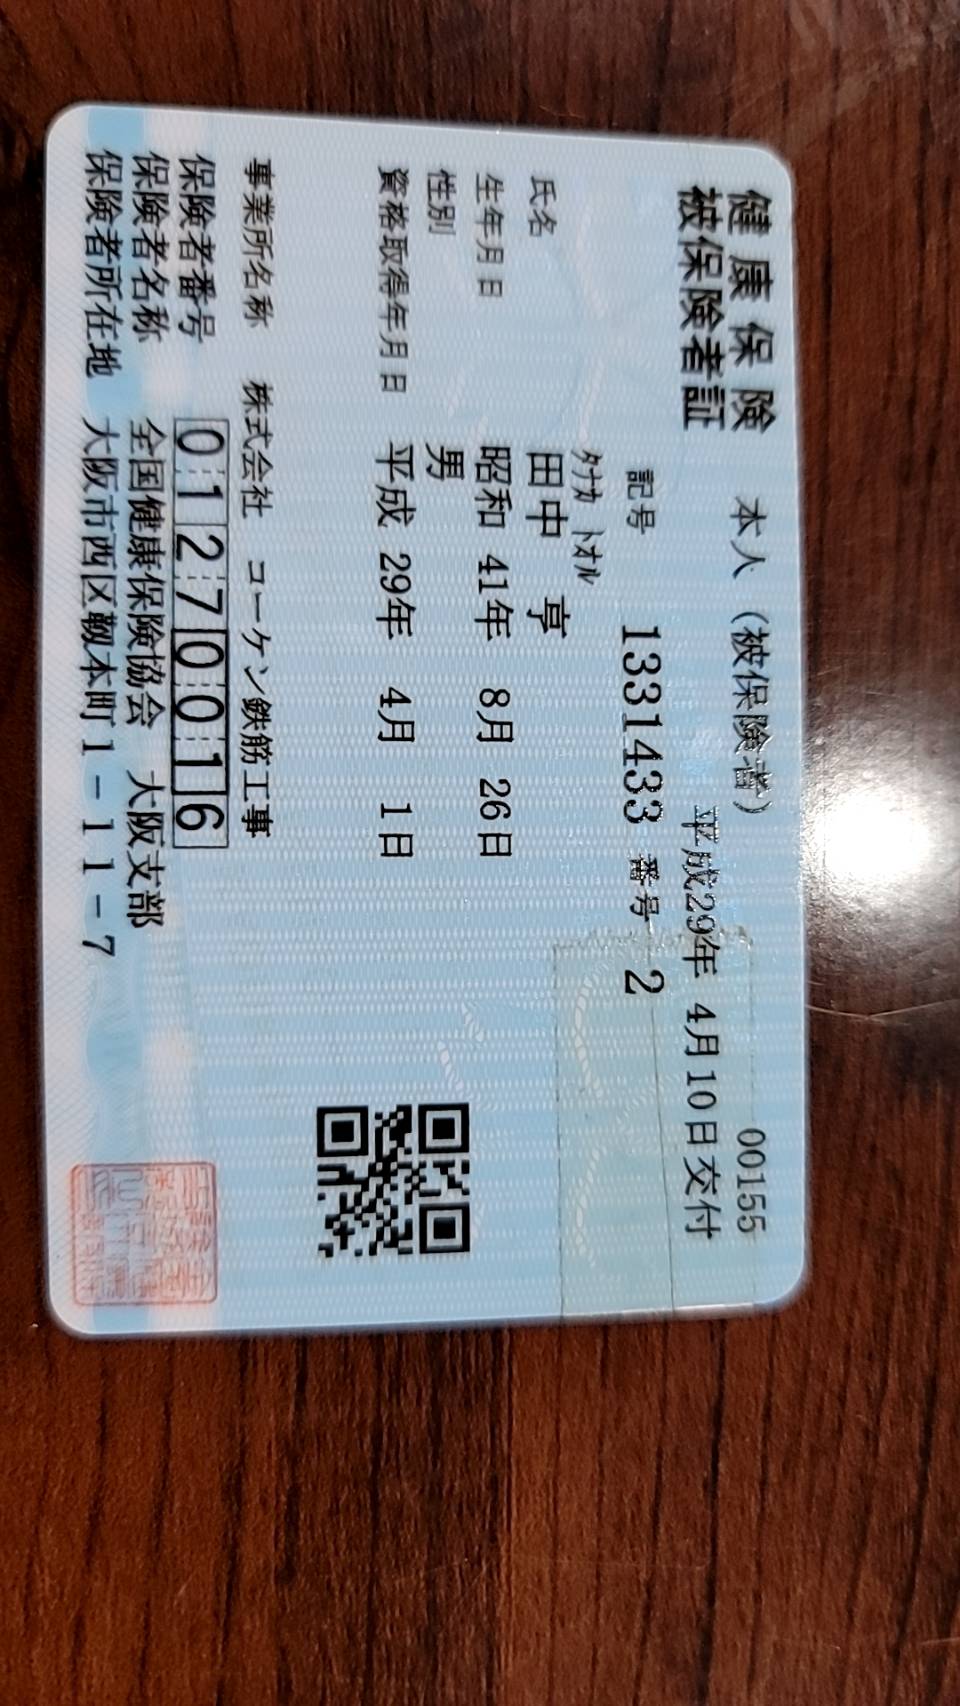 健康保険 本人（被保険者） 00155
被保険者証 平成29年 4月10日交付
記号 1331433 番号 2
ﾀﾅｶ ﾄｵﾙ
氏名 田中 亨
生年月日 昭和 41年 8月 26日
性別 男
資格取得年月日 平成 29年 4月 1日
事業所名称 株式会社 コーケン鉄筋工事
保険者番号 01270016
保険者名称 全国健康保険協会 大阪支部
保険者所在地 大阪市西区靱本町1-11-7